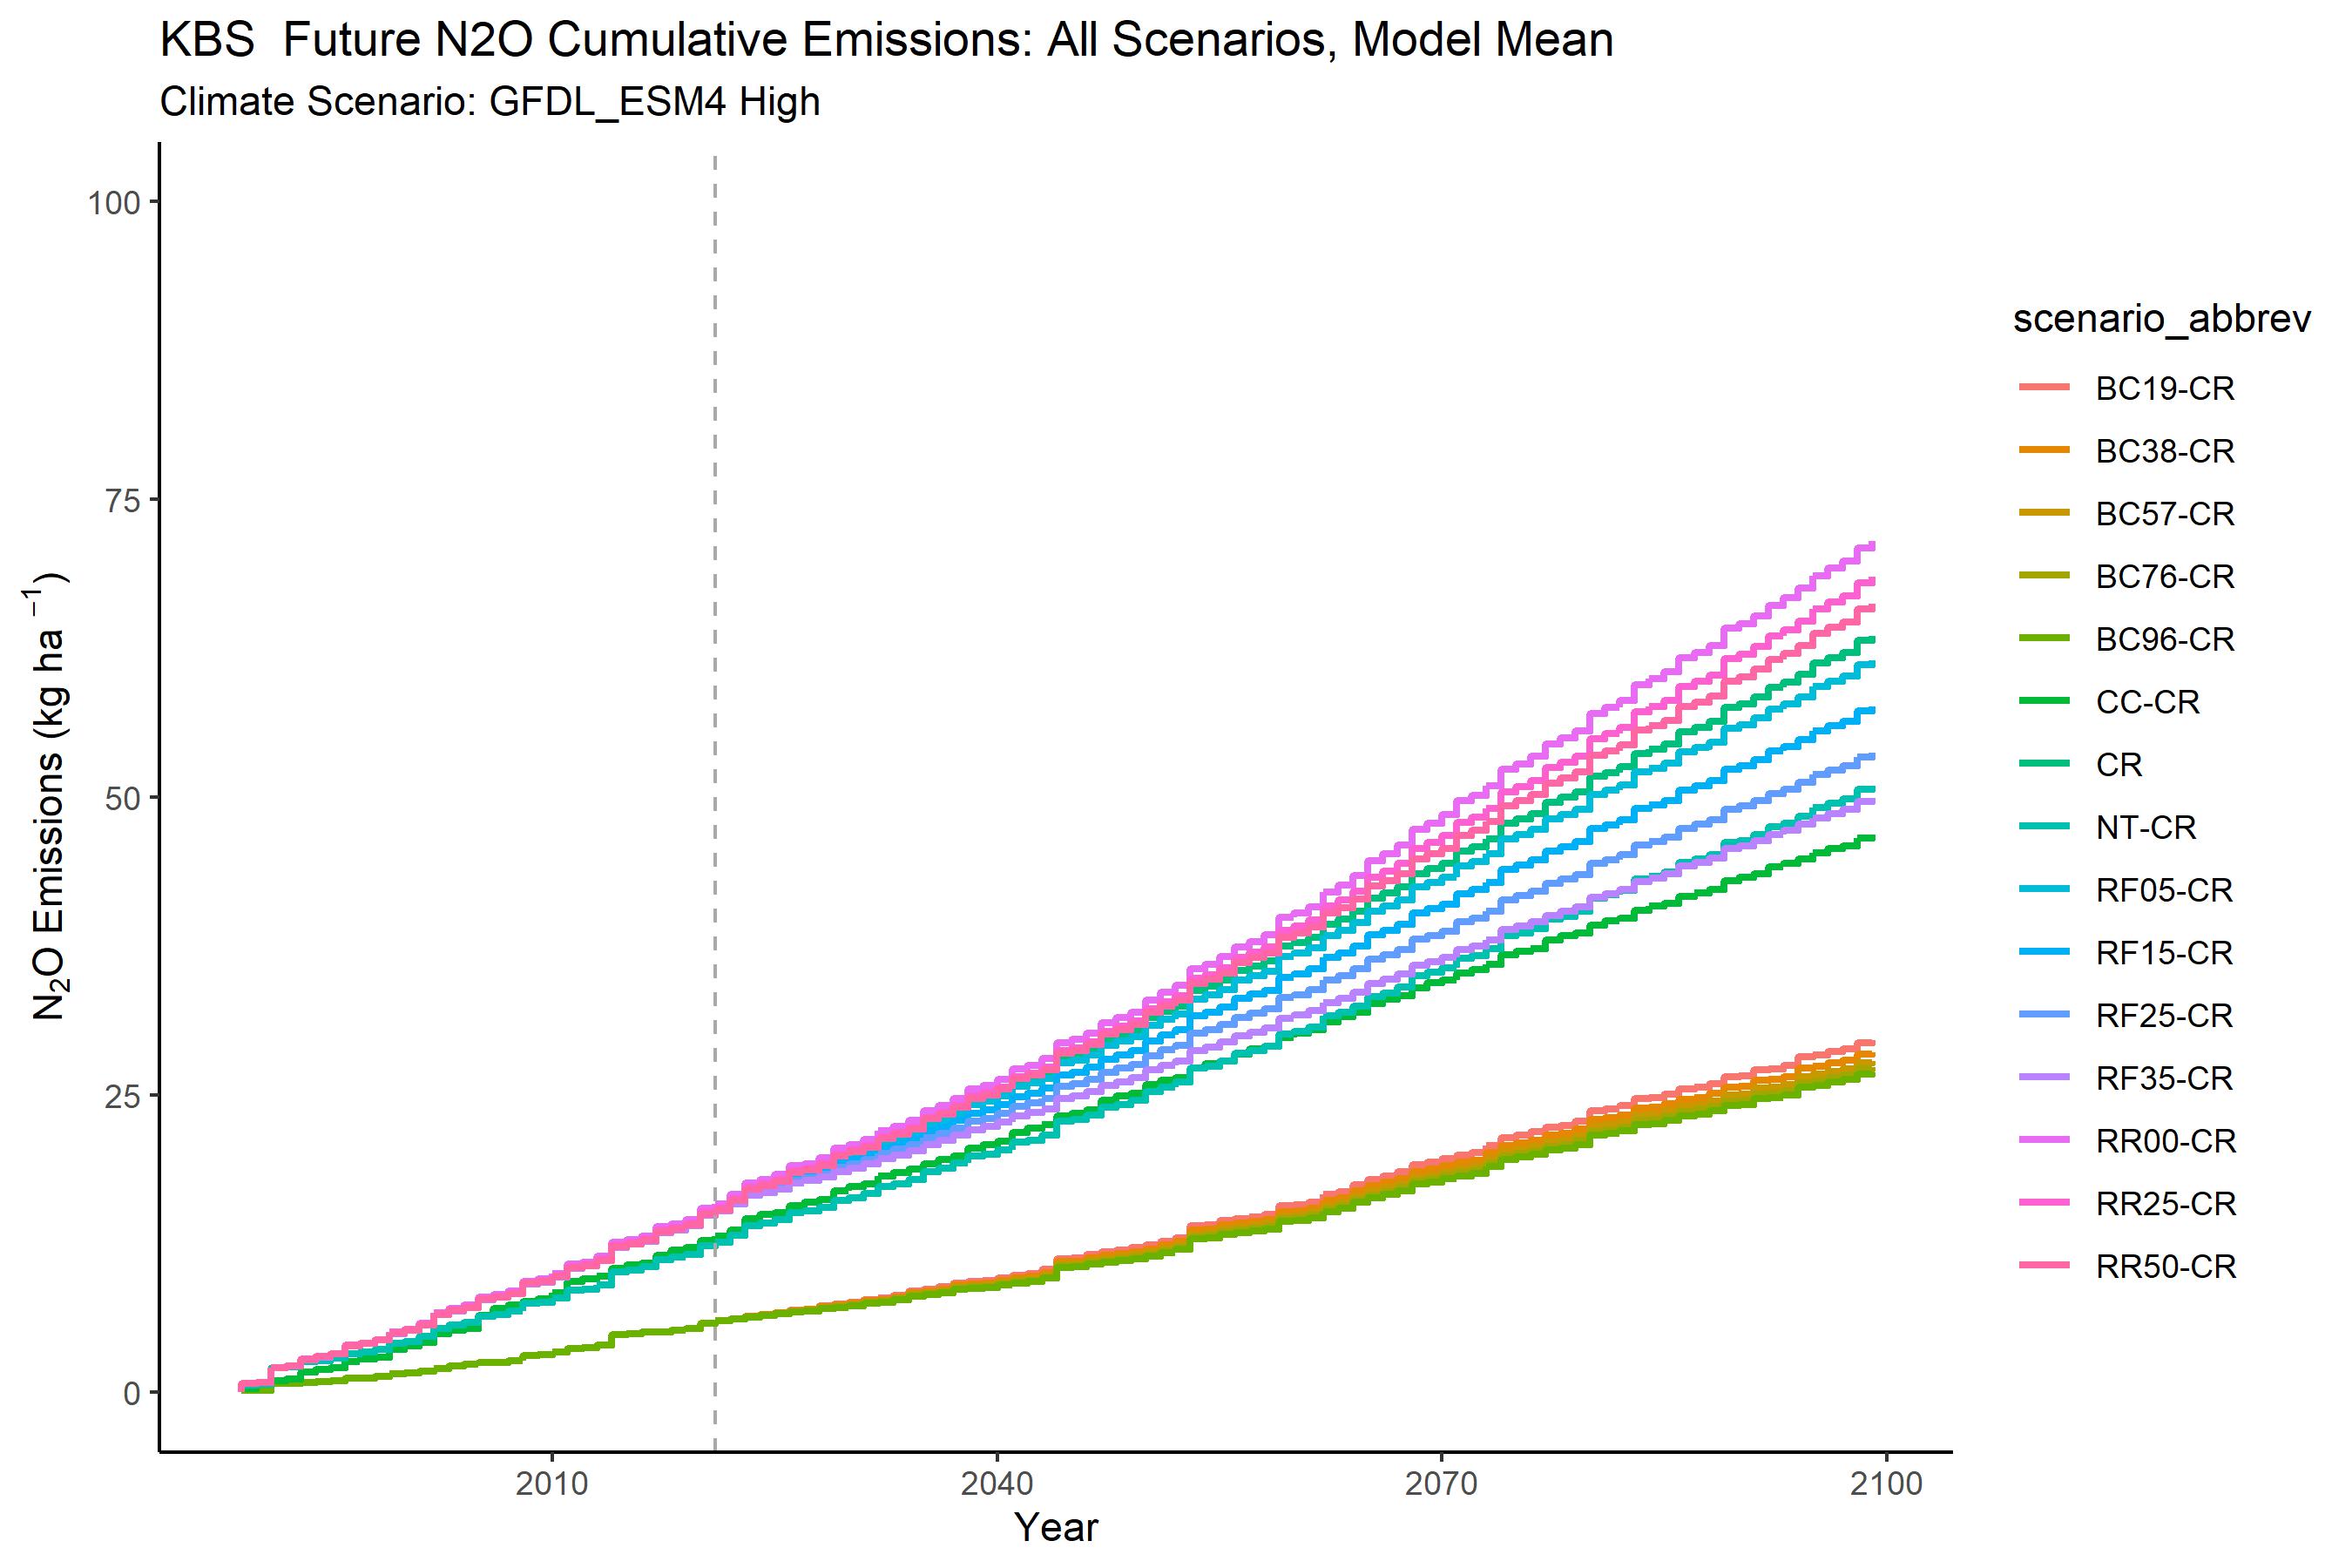 KBS  Future N2O Cumulative Emissions: All Scenarios, Model Mean
Climate Scenario: GFDL_ESM4 High
N₂O Emissions (kg ha ⁻¹)
100
75
50
25
0
2010
2040
2070
2100
Year
scenario_abbrev
BC19-CR
BC38-CR
BC57-CR
BC76-CR
BC96-CR
CC-CR
CR
NT-CR
RF05-CR
RF15-CR
RF25-CR
RF35-CR
RR00-CR
RR25-CR
RR50-CR